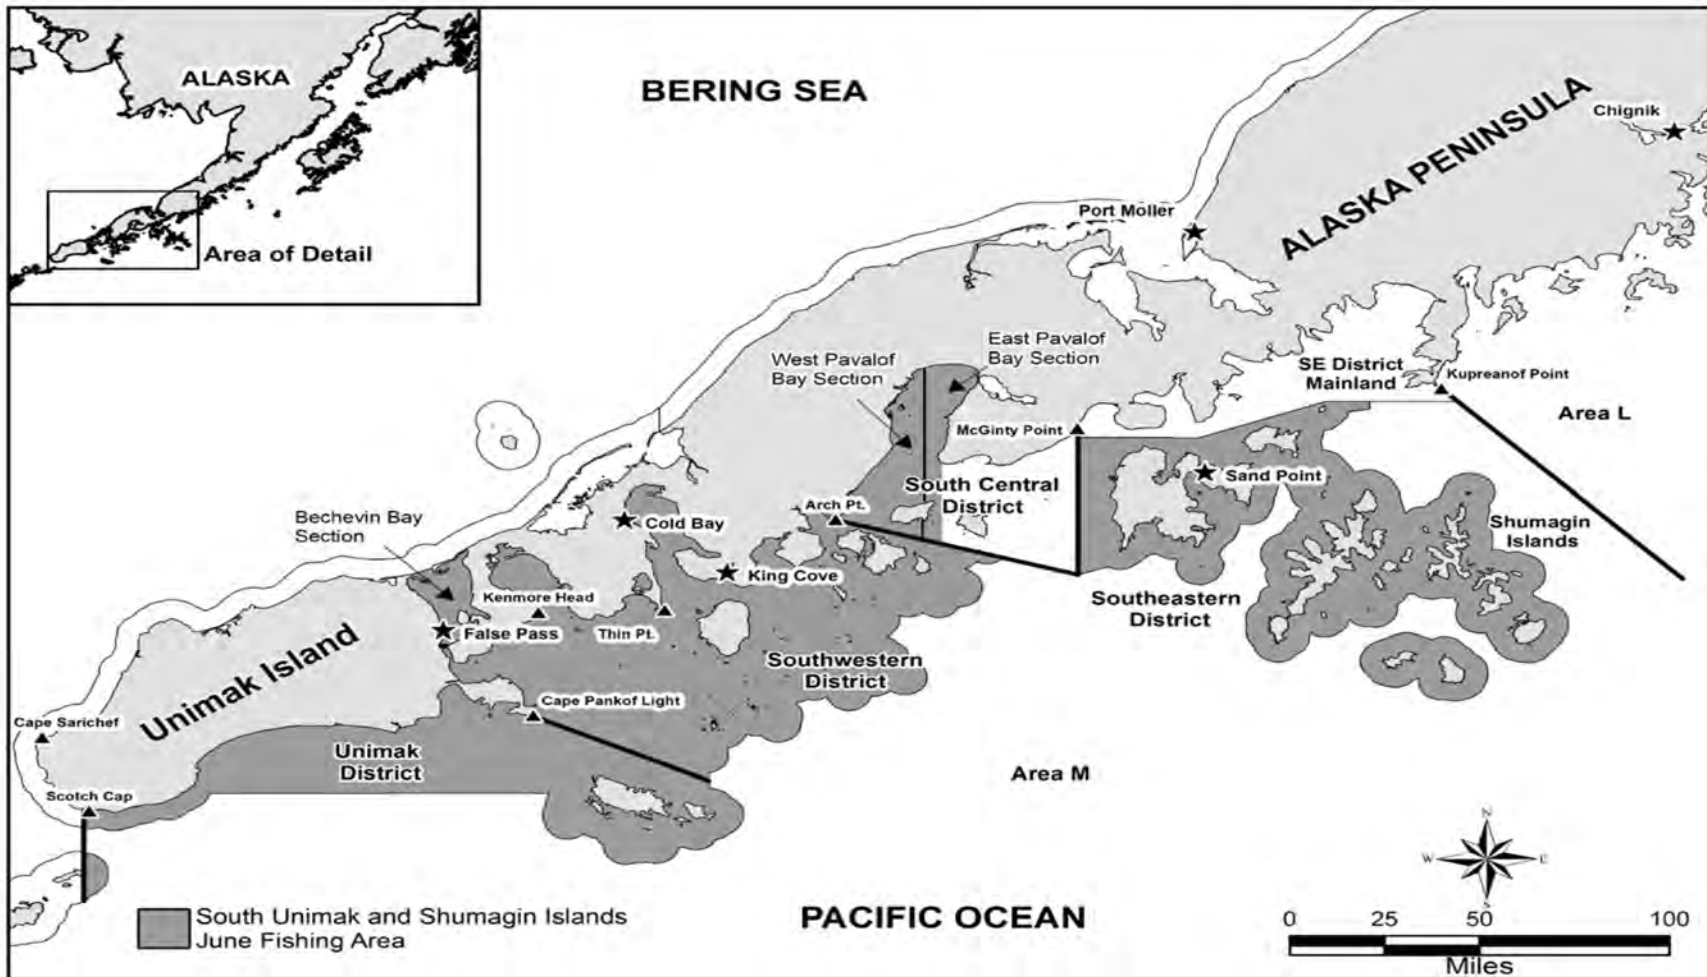 ALASKA
Area of Detail
BERING SEA
ALASKA PENINSULA
Chignik
Port Moller
East Pavalof
Bay Section
West Pavalof
Bay Section
SE District
Mainland
Kupreanof Point
Area L
McGinty Point
South Central
District
Sand Point
Arch Pt.
Shumagin
Islands
Bechevin Bay
Section
Cold Bay
King Cove
Kenmore Head
False Pass
Thin Pt.
Southeastern
District
Southwestern
District
Unimak Island
Cape Pankof Light
Cape Sarichef
Unimak
District
Area M
Scotch Cap
South Unimak and Shumagin Islands
June Fishing Area
PACIFIC OCEAN
N
W E
S
0 25 50 100
Miles